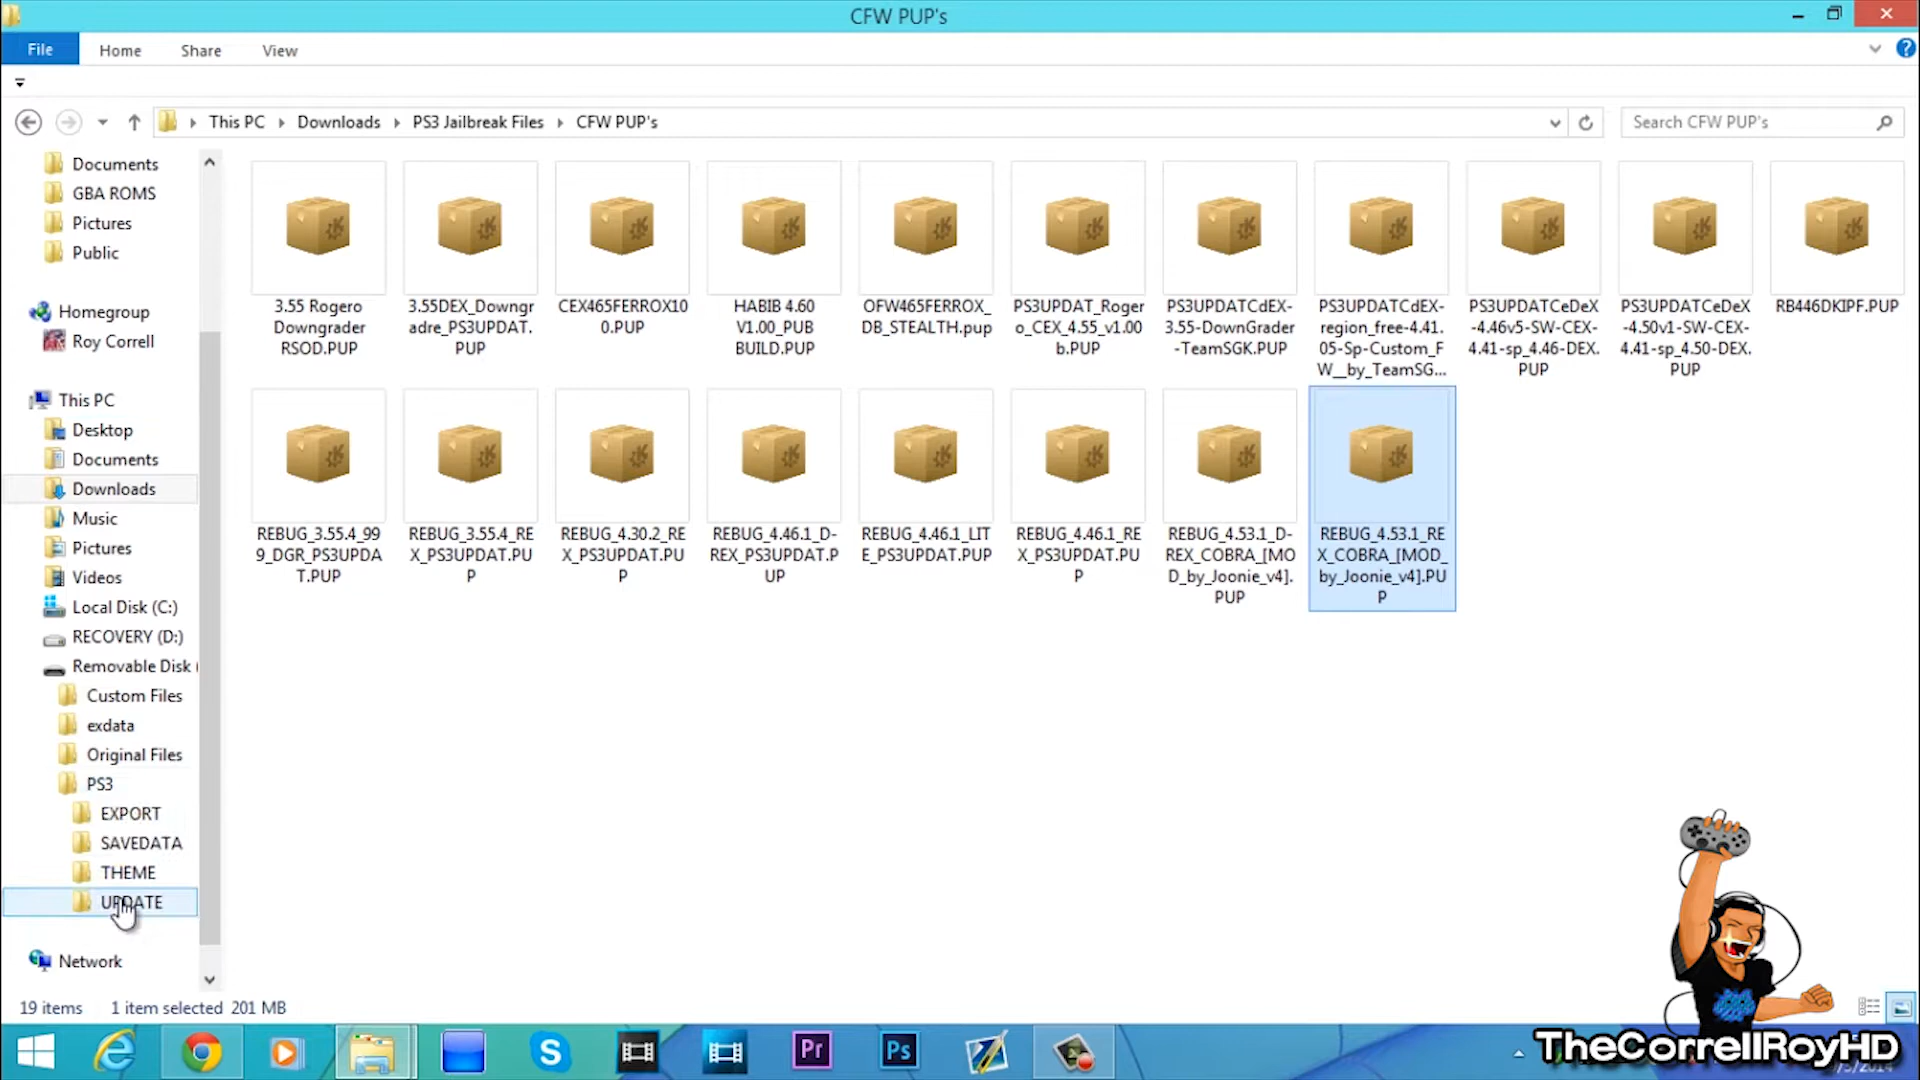 CFW PUP's
File Home Share View
This PC Downloads PS3 Jailbreak Files CFW PUP's
Search CFW PUP's
Documents
GBA ROMS
Pictures
Public
Homegroup
Roy Correll
This PC
Desktop
Documents
Downloads
Music
Pictures
Videos
Local Disk (C:)
RECOVERY (D:)
Removable Disk (
Custom Files
exdata
Original Files
PS3
EXPORT
SAVEDATA
THEME
UPDATE
Network
3.55 Rogero
Downgrader
RSOD.PUP
3.55DEX_Downgr
adre_PS3UPDAT.
PUP
CEX465FERROX10
0.PUP
HABIB 4.60
V1.00_PUB
BUILD.PUP
OFW465FERROX_
DB_STEALTH.pup
PS3UPDAT_Roger
o_CEX_4.55_v1.00
b.PUP
PS3UPDATCdEX-
3.55-DownGrader
-TeamSGK.PUP
PS3UPDATCdEX-
region_free-4.41.
05-Sp-Custom_F
W__by_TeamSG...
PS3UPDATCeDeX
-4.46v5-SW-CEX-
4.41-sp_4.46-DEX.
PUP
PS3UPDATCeDeX
-4.50v1-SW-CEX-
4.41-sp_4.50-DEX.
PUP
RB446DKIPF.PUP
REBUG_3.55.4_99
9_DGR_PS3UPDA
T.PUP
REBUG_3.55.4_RE
X_PS3UPDAT.PU
P
REBUG_4.30.2_RE
X_PS3UPDAT.PU
P
REBUG_4.46.1_D-
REX_PS3UPDAT.P
UP
REBUG_4.46.1_LIT
E_PS3UPDAT.PUP
REBUG_4.46.1_RE
X_PS3UPDAT.PU
P
REBUG_4.53.1_D-
REX_COBRA_[MO
D_by_Joonie_v4].
PUP
REBUG_4.53.1_RE
X_COBRA_[MOD_
by_Joonie_v4].PU
P
19 items 1 item selected 201 MB
Pr
Ps
TheCorrellRoyHD